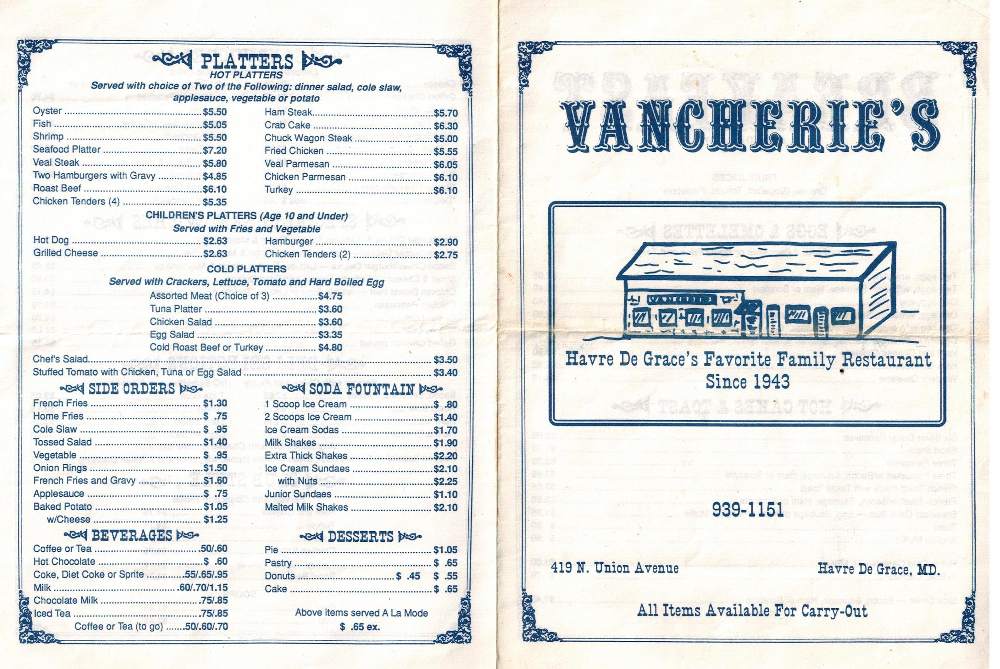 PLATTERS
HOT PLATTERS
Served with choice of Two of the Following: dinner salad, cole slaw,
applesauce, vegetable or potato
Oyster $5.50
Fish $5.05
Shrimp $5.50
Seafood Platter $7.20
Veal Steak $5.80
Two Hamburgers with Gravy $4.85
Roast Beef $6.10
Chicken Tenders (4) $5.35
Ham Steak $5.70
Crab Cake $6.30
Chuck Wagon Steak $5.00
Fried Chicken $5.55
Veal Parmesan $6.05
Chicken Parmesan $6.10
Turkey $6.10
CHILDREN'S PLATTERS (Age 10 and Under)
Served with Fries and Vegetable
Hot Dog $2.63
Grilled Cheese $2.63
Hamburger $2.90
Chicken Tenders (2) $2.75
COLD PLATTERS
Served with Crackers, Lettuce, Tomato and Hard Boiled Egg
Assorted Meat (Choice of 3) $4.75
Tuna Platter $3.60
Chicken Salad $3.60
Egg Salad $3.35
Cold Roast Beef or Turkey $4.80
Chef's Salad $3.50
Stuffed Tomato with Chicken, Tuna or Egg Salad $3.40
SIDE ORDERS
French Fries $1.30
Home Fries $ .75
Cole Slaw $ .95
Tossed Salad $1.40
Vegetable $ .95
Onion Rings $1.50
French Fries and Gravy $1.60
Applesauce $ .75
Baked Potato $1.05
w/Cheese $1.25
SODA FOUNTAIN
1 Scoop Ice Cream $ .80
2 Scoops Ice Cream $1.40
Ice Cream Sodas $1.70
Milk Shakes $1.90
Extra Thick Shakes $2.20
Ice Cream Sundaes $2.10
with Nuts $2.25
Junior Sundaes $1.10
Malted Milk Shakes $2.10
BEVERAGES
Coffee or Tea .50/.60
Hot Chocolate $ .60
Coke, Diet Coke or Sprite .55/.65/.95
Milk .60/.70/1.15
Chocolate Milk .75/.85
Iced Tea .75/.85
Coffee or Tea (to go) .50/.60/.70
DESSERTS
Pie $1.05
Pastry $ .65
Donuts $ .45 $ .55
Cake $ .65
Above items served A La Mode
$ .65 ex.
VANCHERIE'S
VANCHERIE'S
Havre De Grace's Favorite Family Restaurant
Since 1943
939-1151
419 N. Union Avenue
Havre De Grace, MD.
All Items Available For Carry-Out